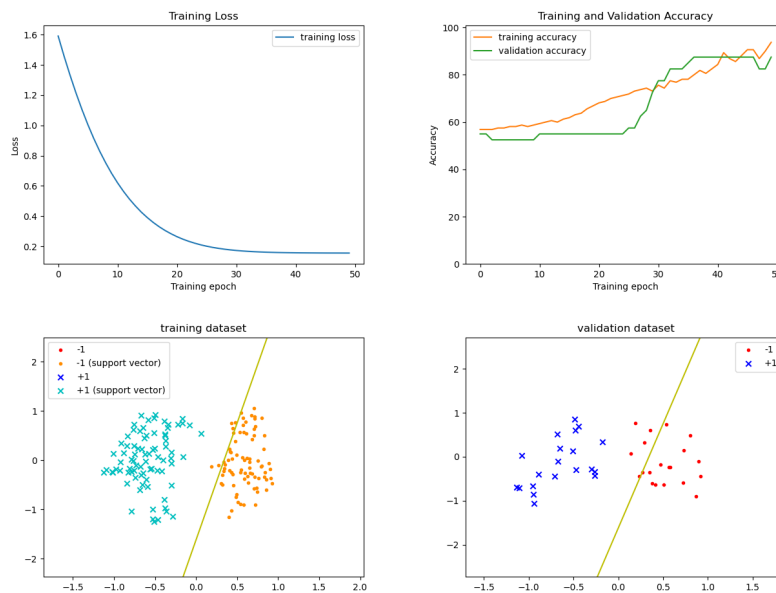 Training Loss
1.6
1.4
1.2
1.0
0.8
0.6
0.4
0.2
0 10 20 30 40 50
Loss
Training epoch
training loss
Training and Validation Accuracy
100
80
60
40
20
0
0 10 20 30 40 5
Accuracy
Training epoch
training accuracy
validation accuracy
training dataset
2
1
0
−1
−2
−1.5 −1.0 −0.5 0.0 0.5 1.0 1.5 2.0
-1
-1 (support vector)
+1
+1 (support vector)
validation dataset
2
1
0
−1
−2
−1.5 −1.0 −0.5 0.0 0.5 1.0 1.5
-1
+1